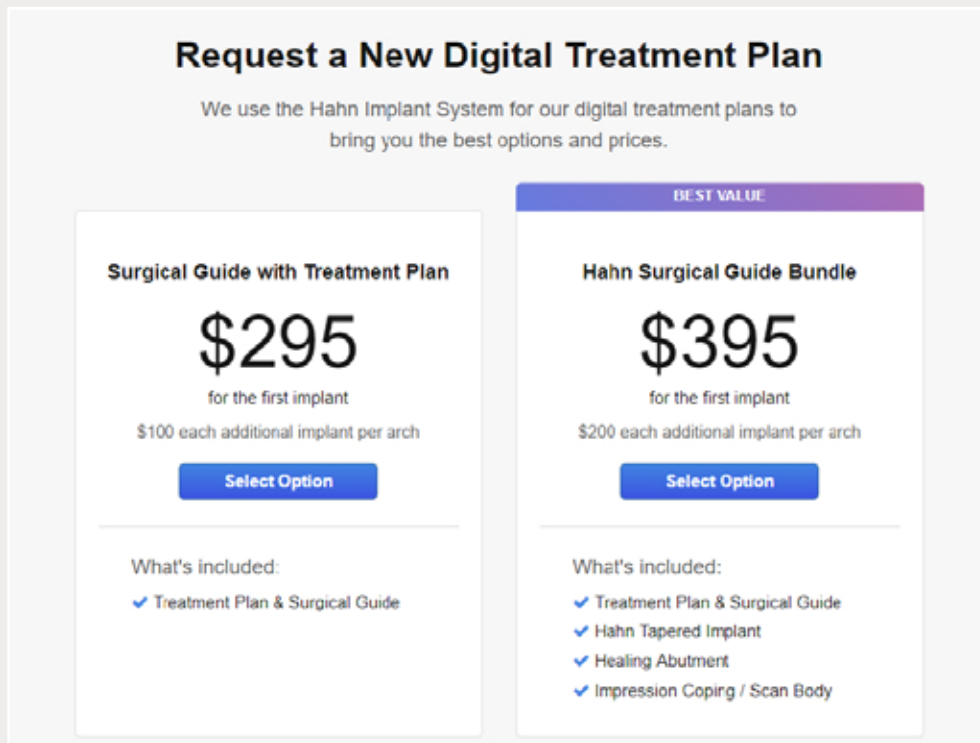 Request a New Digital Treatment Plan
We use the Hahn Implant System for our digital treatment plans to
bring you the best options and prices.
Surgical Guide with Treatment Plan
$295
for the first implant
$100 each additional implant per arch
Select Option
What's included:
Treatment Plan & Surgical Guide
BEST VALUE
Hahn Surgical Guide Bundle
$395
for the first implant
$200 each additional implant per arch
Select Option
What's included:
Treatment Plan & Surgical Guide
Hahn Tapered Implant
Healing Abutment
Impression Coping / Scan Body